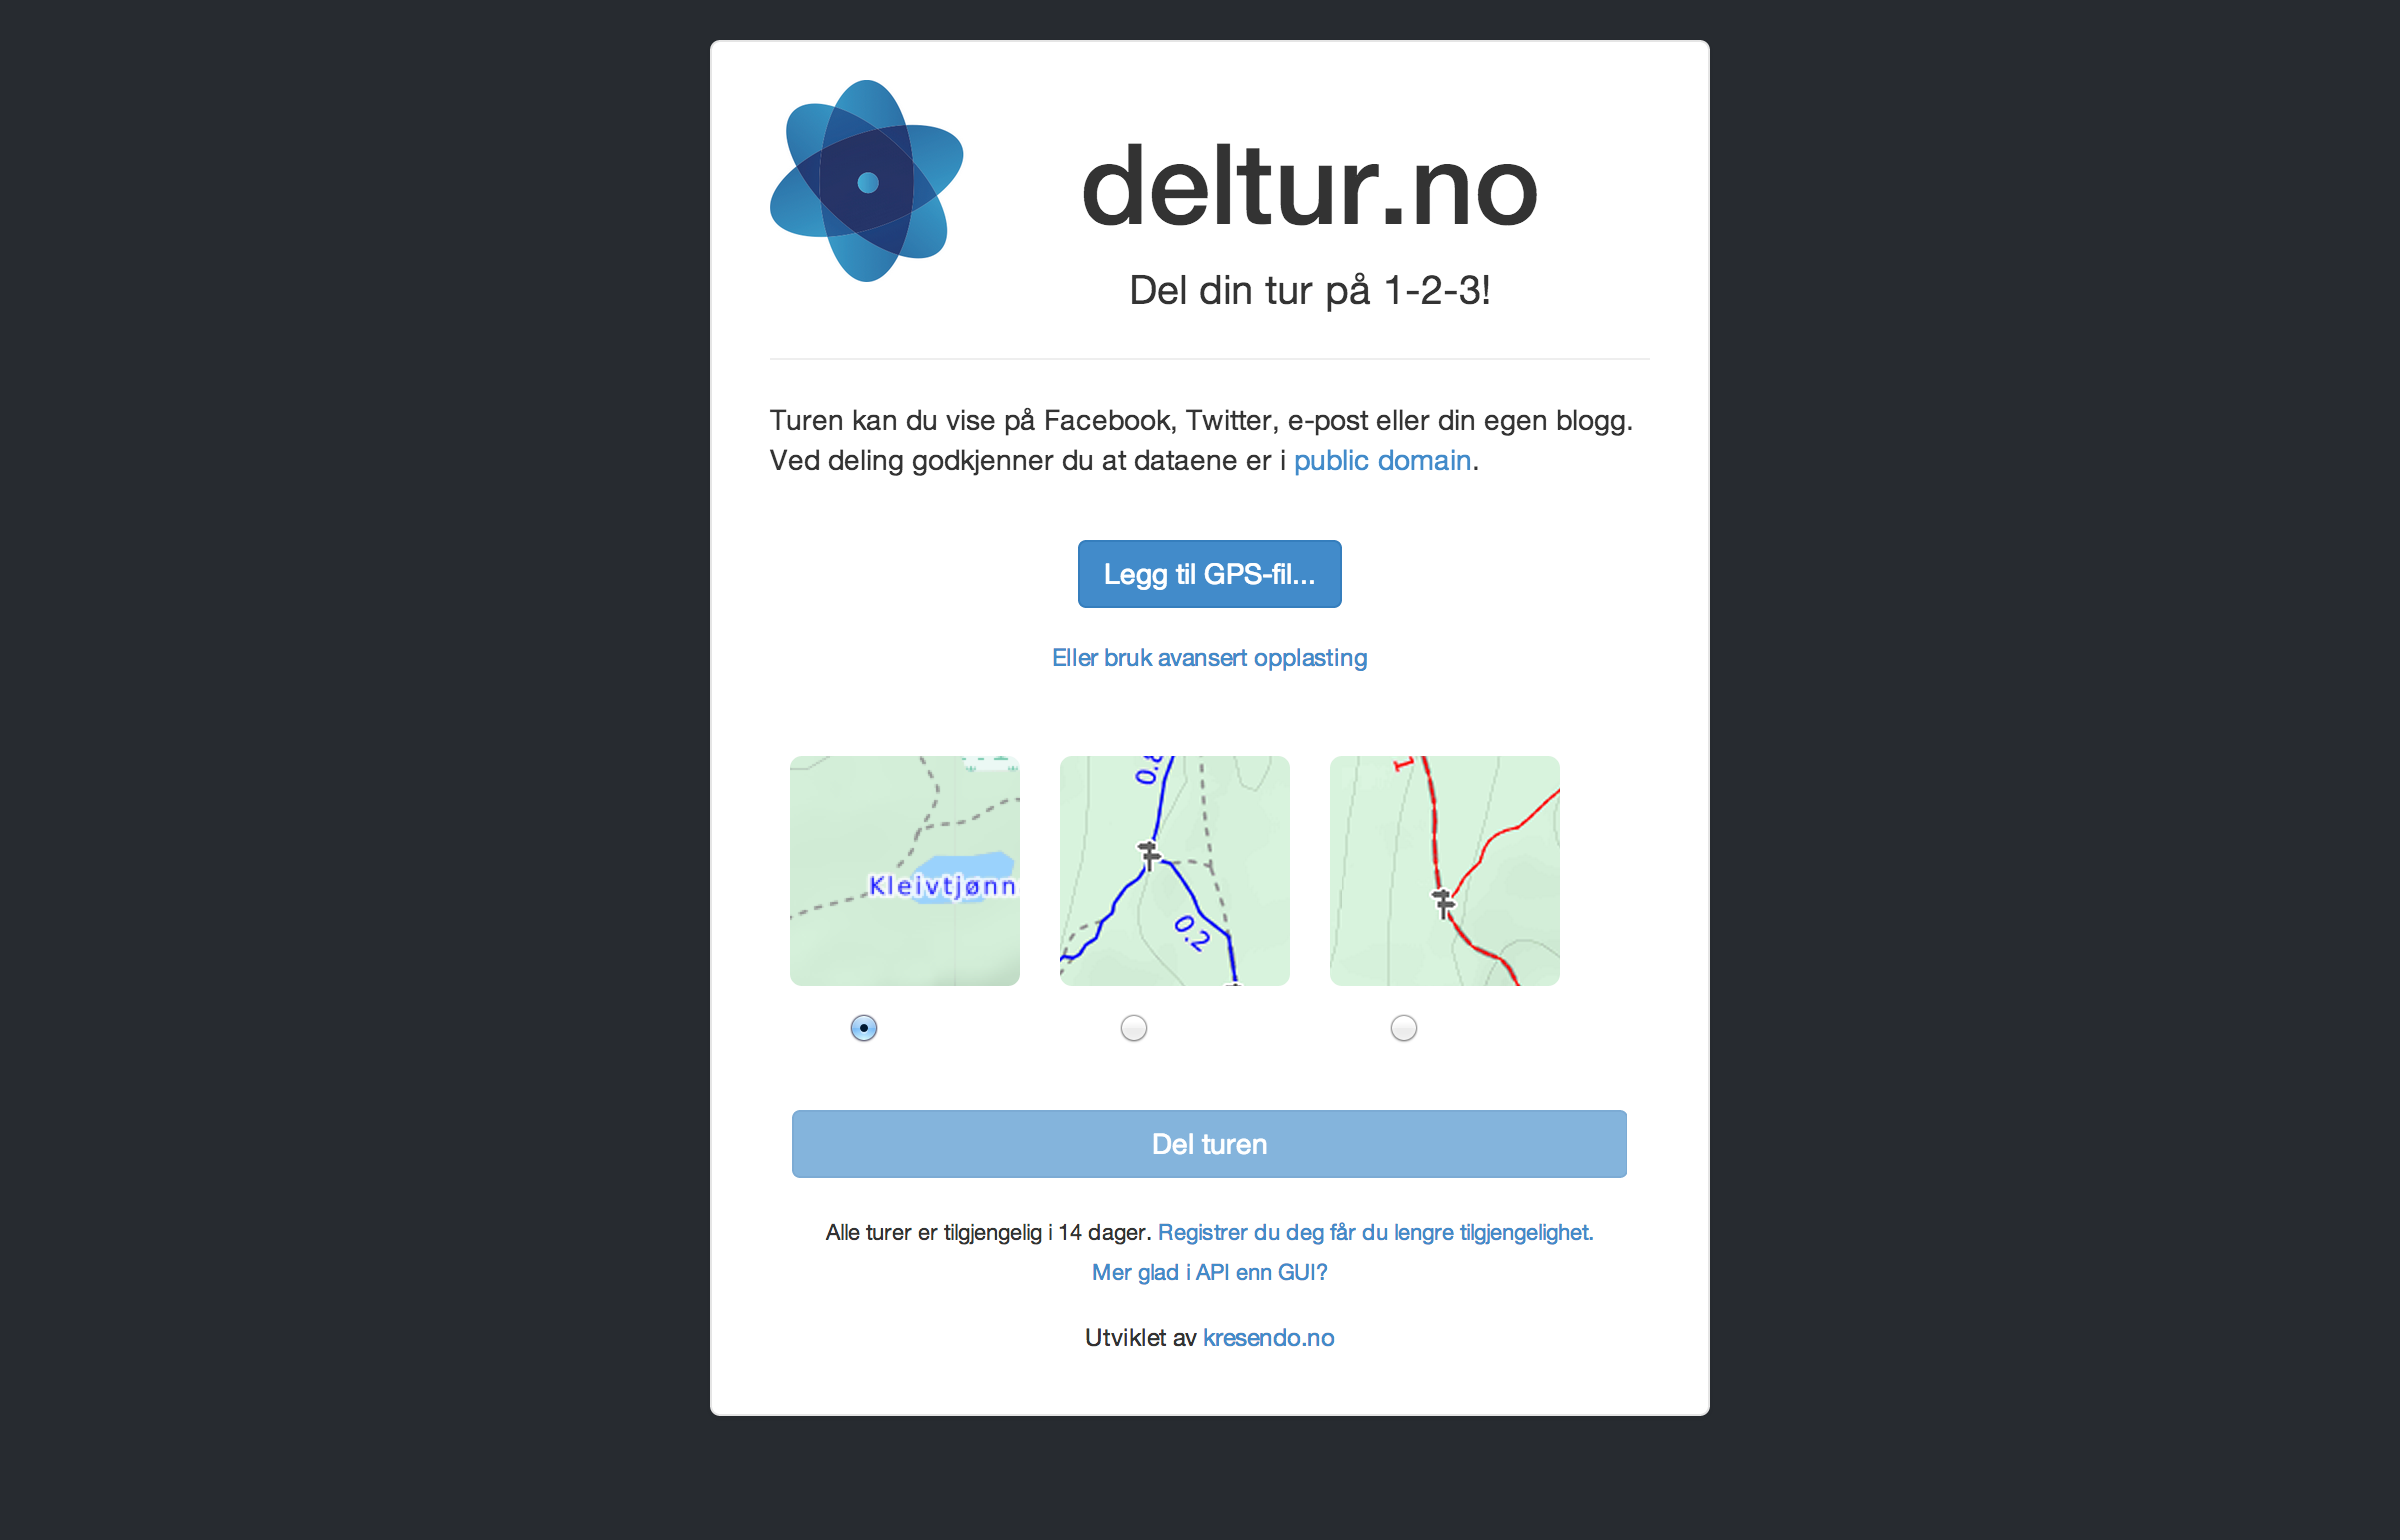 deltur.no
Del din tur på 1-2-3!
Turen kan du vise på Facebook, Twitter, e-post eller din egen blogg.
Ved deling godkjenner du at dataene er i public domain.
Legg til GPS-fil...
Eller bruk avansert opplasting
Kleivtjønn
0.2
1
Del turen
Alle turer er tilgjengelig i 14 dager. Registrer du deg får du lengre tilgjengelighet.
Mer glad i API enn GUI?
Utviklet av kresendo.no